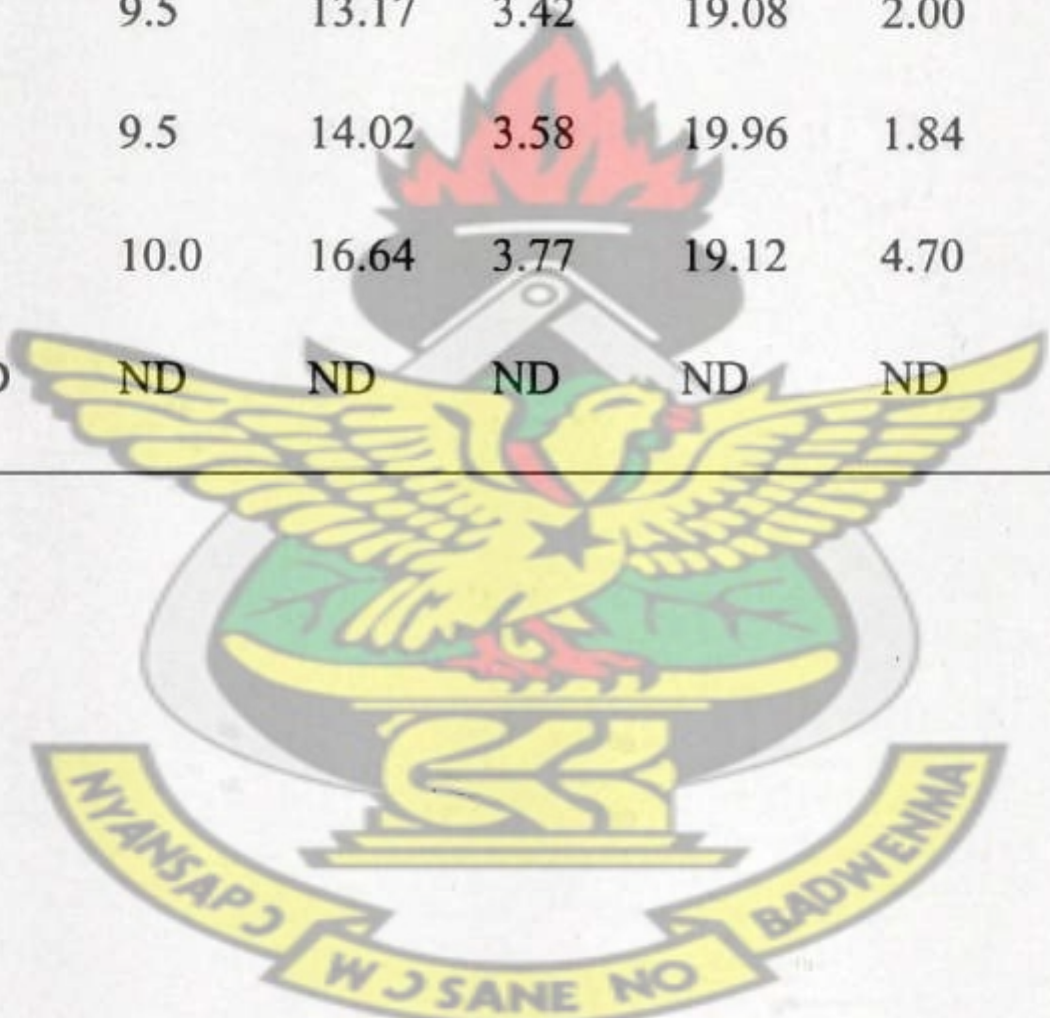 9.5 13.17 3.42 19.08 2.00
9.5 14.02 3.58 19.96 1.84
10.0 16.64 3.77 19.12 4.70
ND ND ND ND ND
NYANSAPƆ
WƆSANE NO
BADWENMA